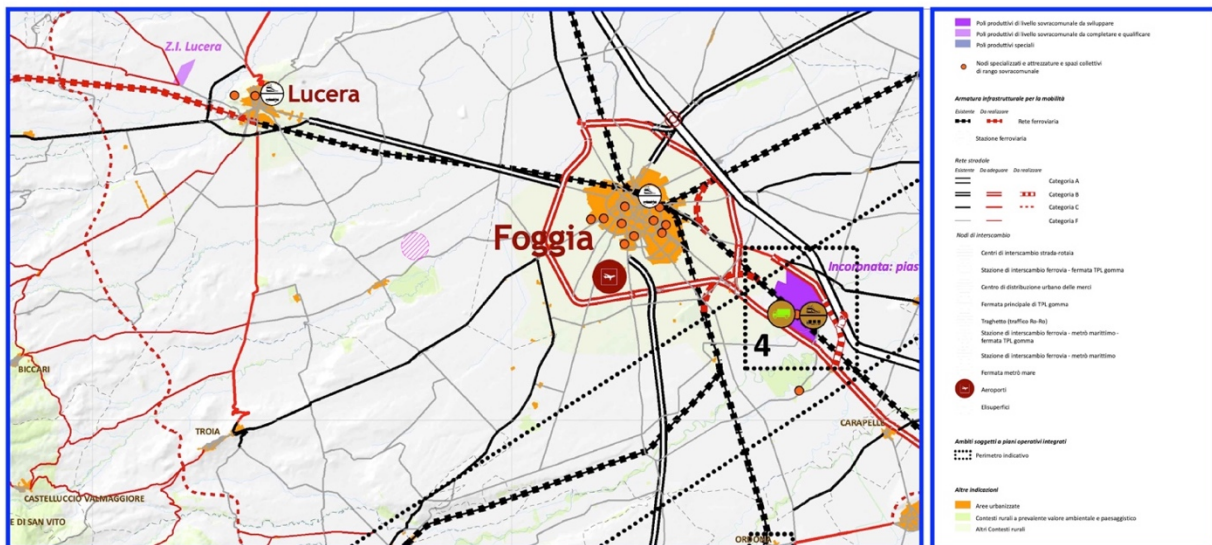 Z.I. Lucera
Lucera
Foggia
Incoronata: pias
4
BICCARI
TROIA
CARAPELLE
CASTELLUCCIO VALMAGGIORE
E DI SAN VITO
ORDONA
Poli produttivi di livello sovracomunale da sviluppare
Poli produttivi di livello sovracomunale da completare e qualificare
Poli produttivi speciali
Nodi specializzati e attrezzature e spazi collettivi
di rango sovracomunale
Armatura infrastrutturale per la mobilità
Esistente Da realizzare
Rete ferroviaria
Stazione ferroviaria
Rete stradale
Esistente Da adeguare Da realizzare
Categoria A
Categoria B
Categoria C
Categoria F
Nodi di interscambio
Centri di interscambio strada-rotaia
Stazione di interscambio ferrovia - fermata TPL gomma
Centro di distribuzione urbano delle merci
Fermata principale di TPL gomma
Traghetto (traffico Ro-Ro)
Stazione di interscambio ferrovia - metrò marittimo -
fermata TPL gomma
Stazione di interscambio ferrovia - metrò marittimo
Fermata metrò mare
Aeroporti
Elisuperfici
Ambiti soggetti a piani operativi integrati
Perimetro indicativo
Altre indicazioni
Aree urbanizzate
Contesti rurali a prevalente valore ambientale e paesaggistico
Altri Contesti rurali